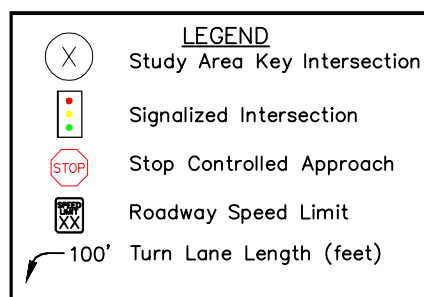 LEGEND
X Study Area Key Intersection
Signalized Intersection
STOP Stop Controlled Approach
SPEED
LIMIT
XX Roadway Speed Limit
100' Turn Lane Length (feet)